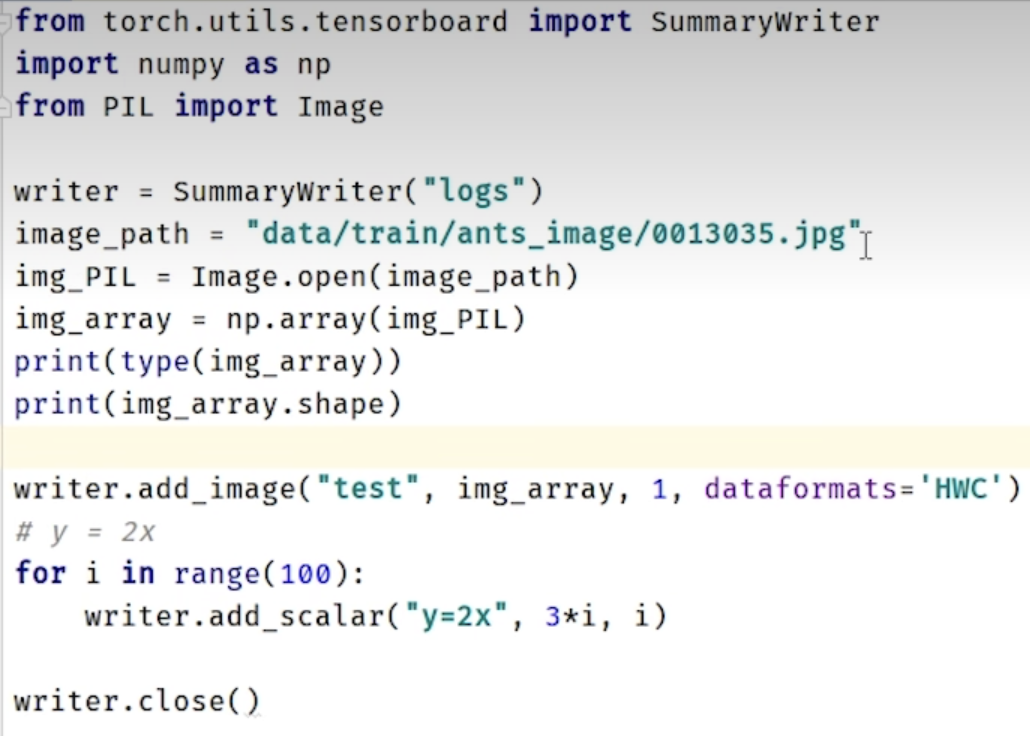 from torch.utils.tensorboard import SummaryWriter
import numpy as np
from PIL import Image
writer = SummaryWriter("logs")
image_path = "data/train/ants_image/0013035.jpg"
img_PIL = Image.open(image_path)
img_array = np.array(img_PIL)
print(type(img_array))
print(img_array.shape)
writer.add_image("test", img_array, 1, dataformats='HWC')
# y = 2x
for i in range(100):
    writer.add_scalar("y=2x", 3*i, i)
writer.close()